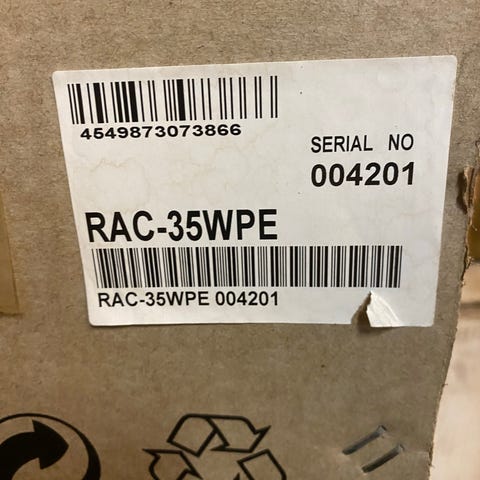 4549873073866
SERIAL NO
004201
RAC-35WPE
RAC-35WPE 004201